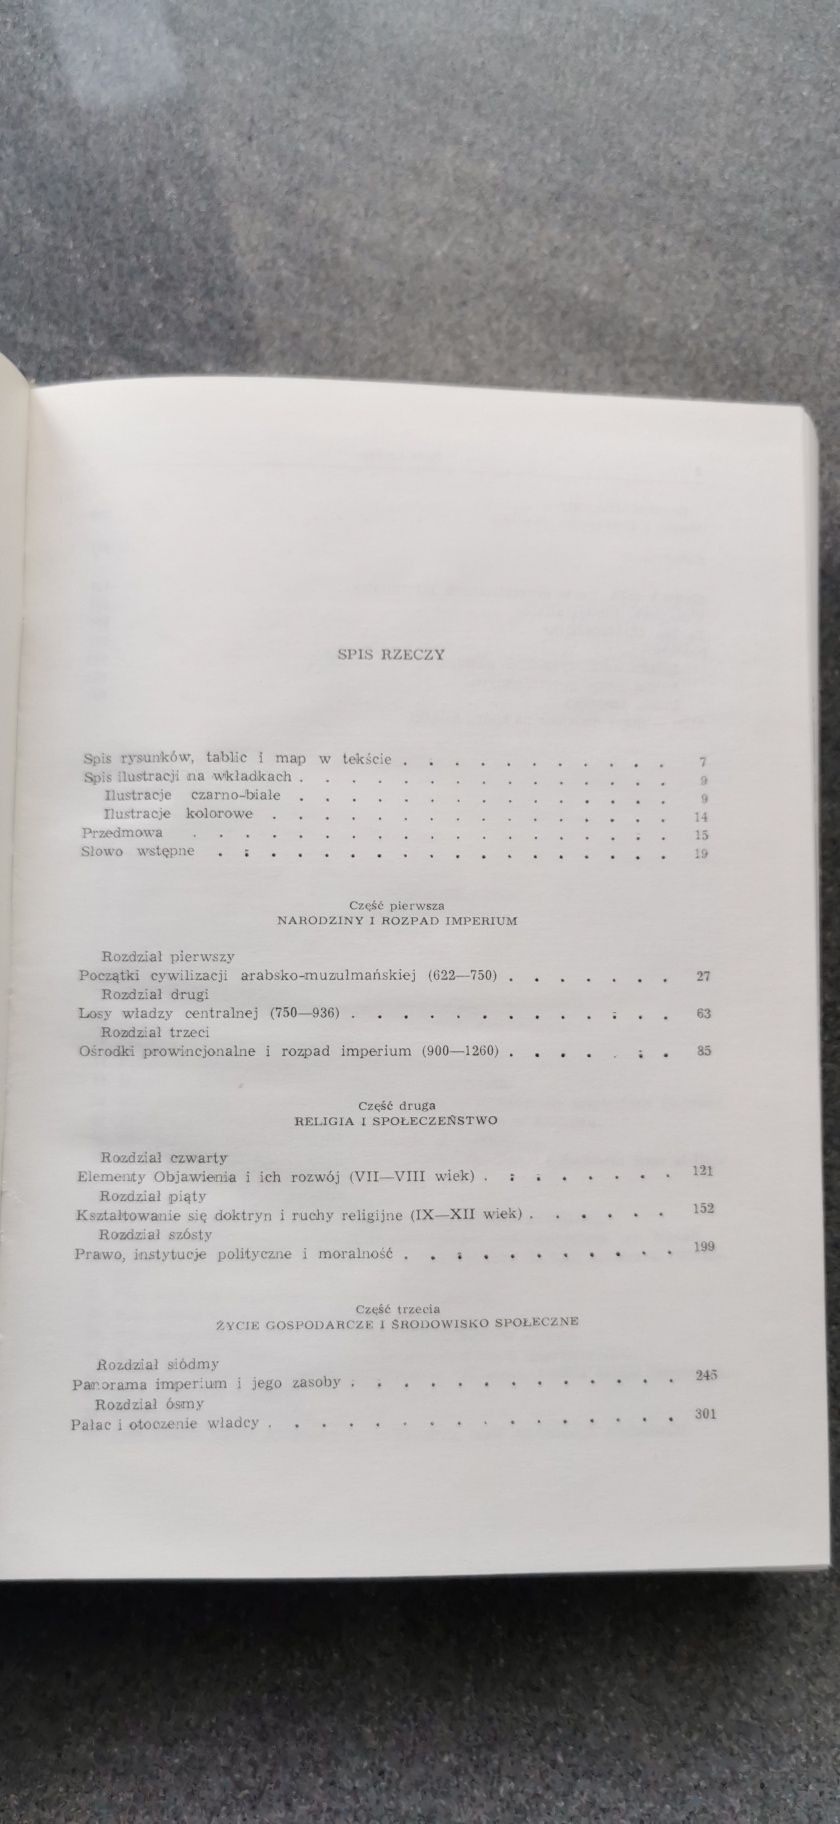 SPIS RZECZY
Spis rysunków, tablic i map w tekście . . . . . . . . . . . 7
Spis ilustracji na wkładkach . . . . . . . . . . . . . . . 9
Ilustracje czarno-białe . . . . . . . . . . . . . . . 9
Ilustracje kolorowe . . . . . . . . . . . . . . . . 14
Przedmowa . . . . . . . . . . . . . . . . . . . 15
Słowo wstępne . . . . . . . . . . . . . . . . . . 19
Część pierwsza
NARODZINY I ROZPAD IMPERIUM
Rozdział pierwszy
Początki cywilizacji arabsko-muzułmańskiej (622—750) . . . . . . . 27
Rozdział drugi
Losy władzy centralnej (750—936) . . . . . . . . . . . . . 63
Rozdział trzeci
Ośrodki prowincjonalne i rozpad imperium (900—1260) . . . . . . . 85
Część druga
RELIGIA I SPOŁECZEŃSTWO
Rozdział czwarty
Elementy Objawienia i ich rozwój (VII—VIII wiek) . . . . . . . . 121
Rozdział piąty
Kształtowanie się doktryn i ruchy religijne (IX—XII wiek) . . . . . . 152
Rozdział szósty
Prawo, instytucje polityczne i moralność . . . . . . . . . . . 199
Część trzecia
ŻYCIE GOSPODARCZE I ŚRODOWISKO SPOŁECZNE
Rozdział siódmy
Panorama imperium i jego zasoby . . . . . . . . . . . . . 245
Rozdział ósmy
Pałac i otoczenie władcy . . . . . . . . . . . . . . . . 301